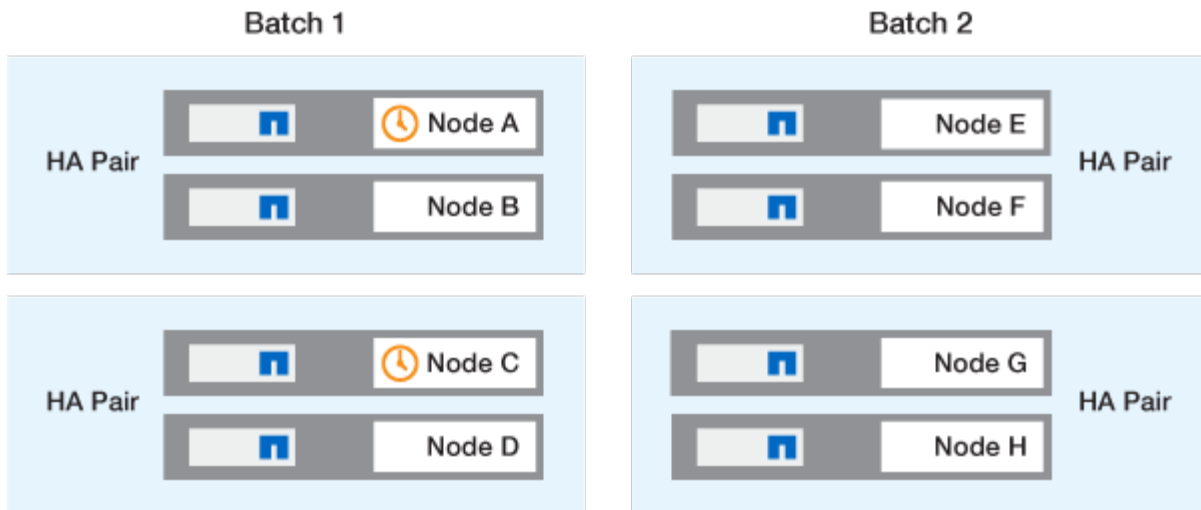 Batch 1
Batch 2
HA Pair
Node A
Node B
Node E
Node F
HA Pair
HA Pair
Node C
Node D
Node G
Node H
HA Pair